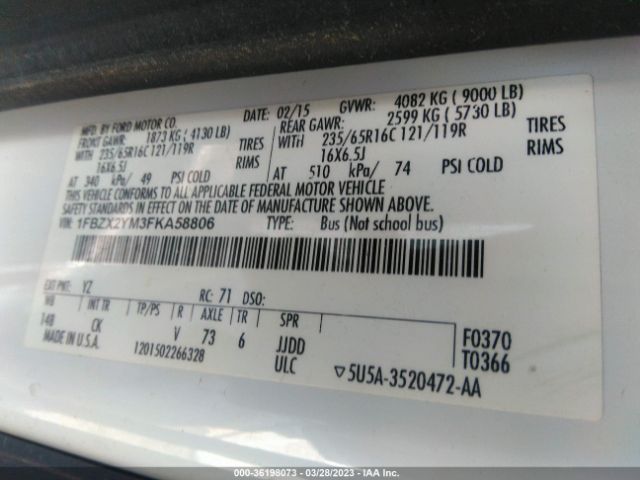 MFD. BY FORD MOTOR CO.
DATE: 02/15 GVWR: 4082 KG ( 9000 LB)
FRONT GAWR: 1873 KG ( 4130 LB)
REAR GAWR: 2599 KG ( 5730 LB)
WITH 235/65R16C 121/119R TIRES
WITH 235/65R16C 121/119R TIRES
16X6.5J RIMS
16X6.5J RIMS
AT 340 kPa/ 49 PSI COLD
AT 510 kPa/ 74 PSI COLD
THIS VEHICLE CONFORMS TO ALL APPLICABLE FEDERAL MOTOR VEHICLE
SAFETY STANDARDS IN EFFECT ON THE DATE OF MANUFACTURE SHOWN ABOVE.
VIN: 1FBZX2YM3FKA58806 TYPE: Bus (Not school bus)
EXT PNT: YZ RC: 71 DSO:
WB INT TR TP/PS R AXLE TR SPR
148 CK V 73 6 JJDD F0370
MADE IN U.S.A. 1201502266328 ULC T0366
▽5U5A-3520472-AA
000-36198073 — 03/28/2023 — IAA Inc.